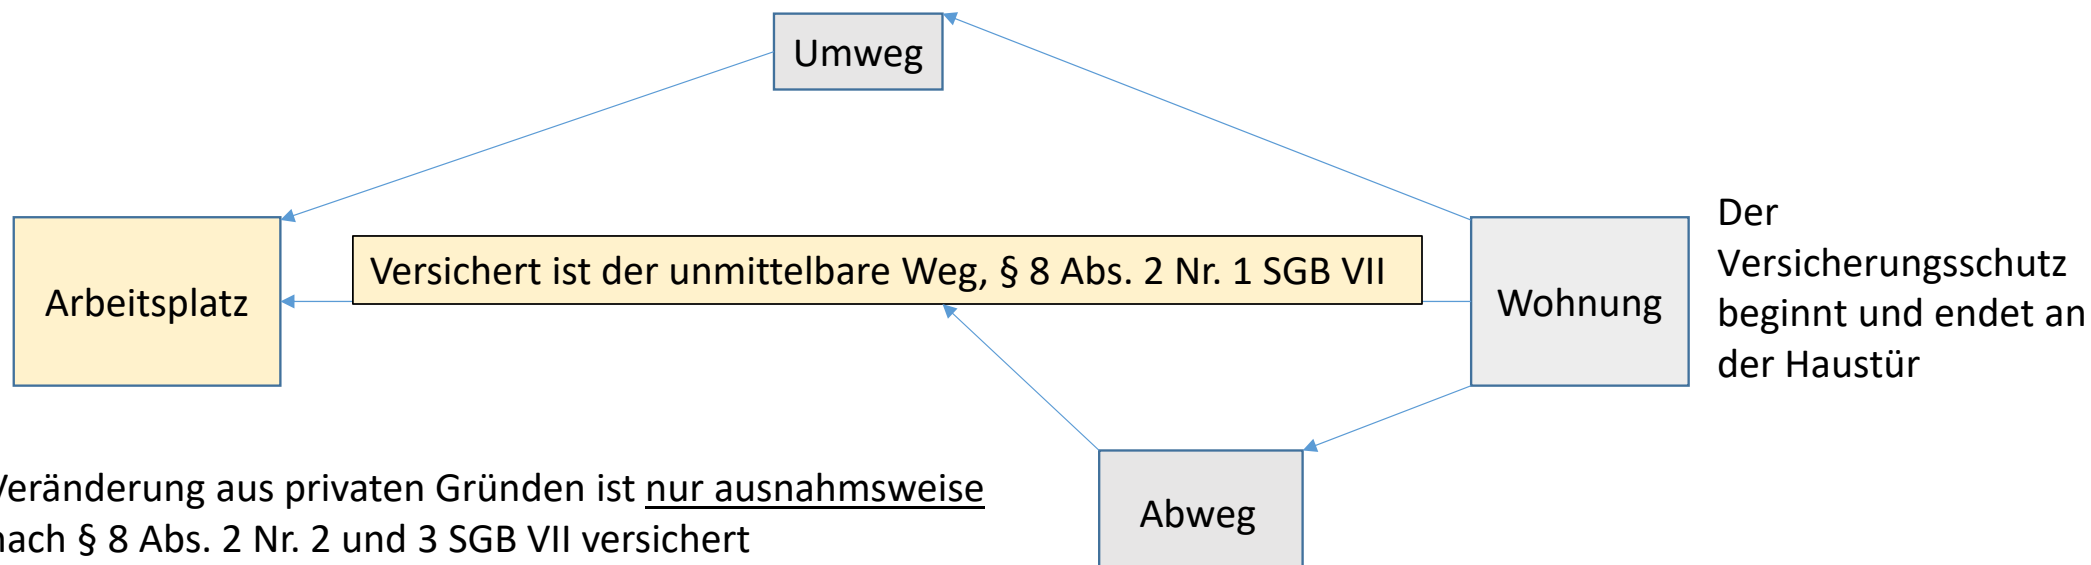 Umweg
Der
Versicherungsschutz
beginnt und endet an
der Haustür
Versichert ist der unmittelbare Weg, § 8 Abs. 2 Nr. 1 SGB VII
Arbeitsplatz
Wohnung
Veränderung aus privaten Gründen ist nur ausnahmsweise
nach § 8 Abs. 2 Nr. 2 und 3 SGB VII versichert
Abweg